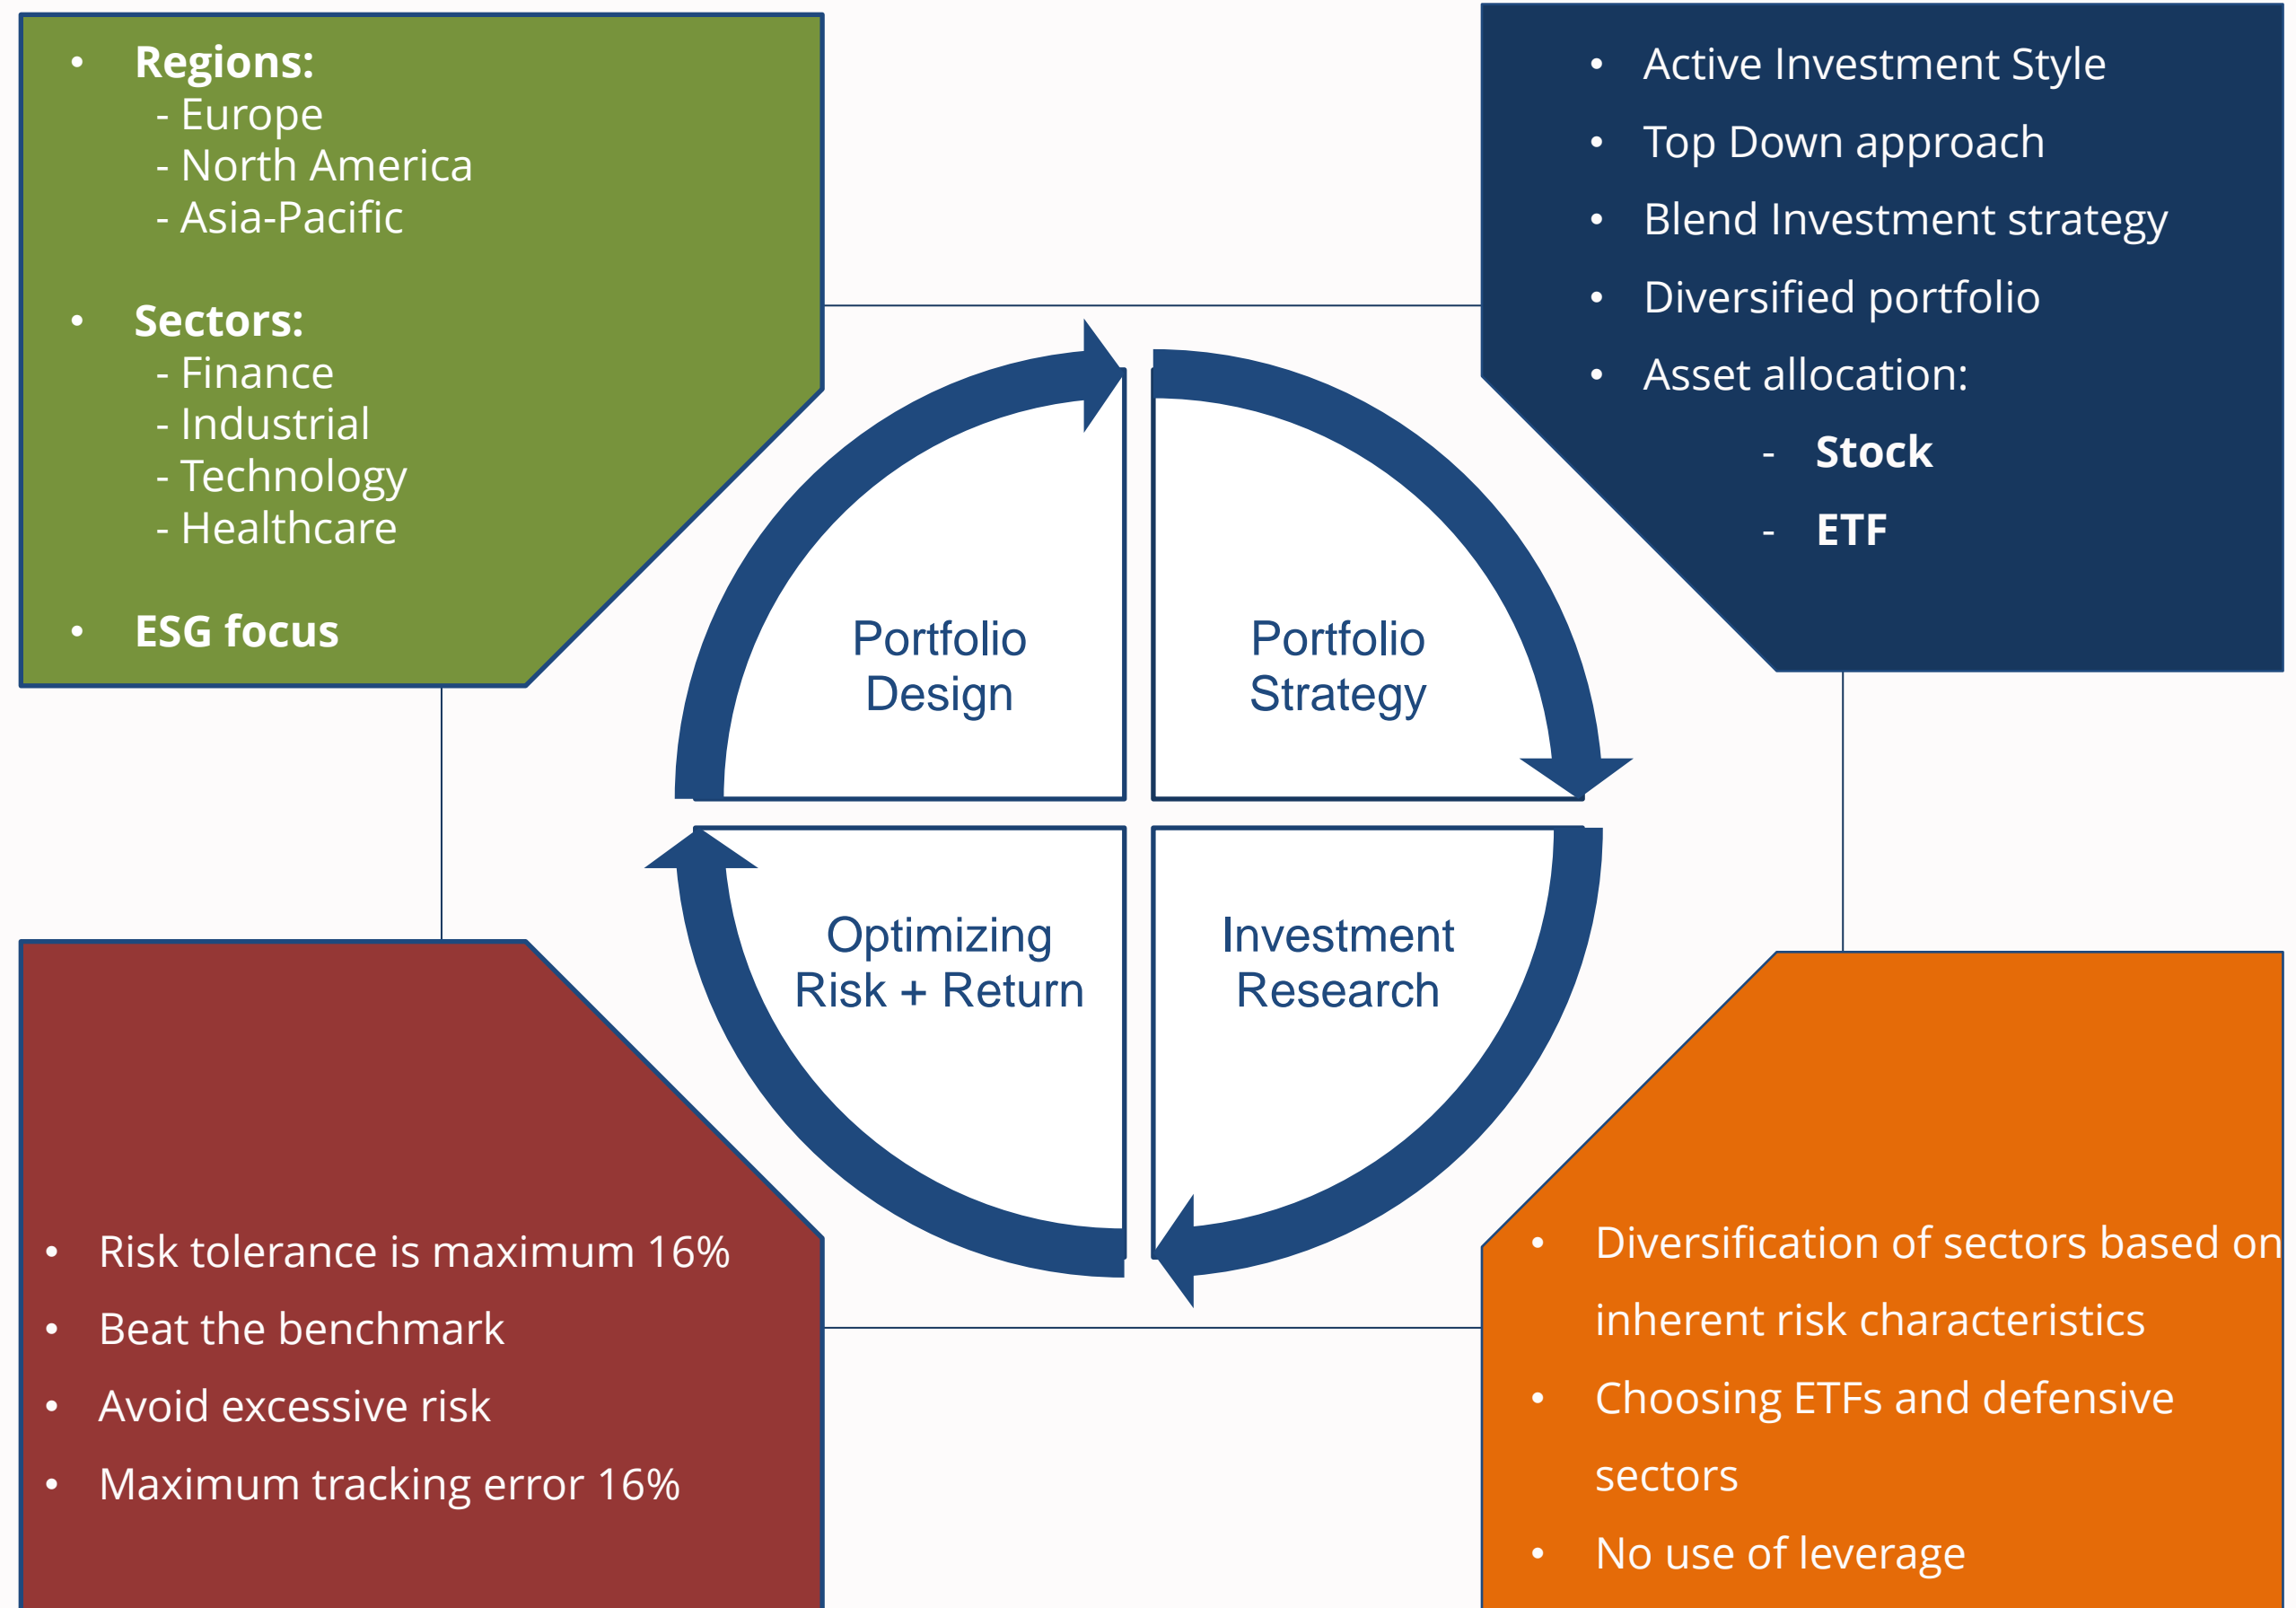 • Regions:
- Europe
- North America
- Asia-Pacific
• Sectors:
- Finance
- Industrial
- Technology
- Healthcare
• ESG focus
• Active Investment Style
• Top Down approach
• Blend Investment strategy
• Diversified portfolio
• Asset allocation:
- Stock
- ETF
Portfolio
Design
Portfolio
Strategy
Optimizing
Risk + Return
Investment
Research
• Risk tolerance is maximum 16%
• Beat the benchmark
• Avoid excessive risk
• Maximum tracking error 16%
• Diversification of sectors based on
inherent risk characteristics
• Choosing ETFs and defensive
sectors
• No use of leverage